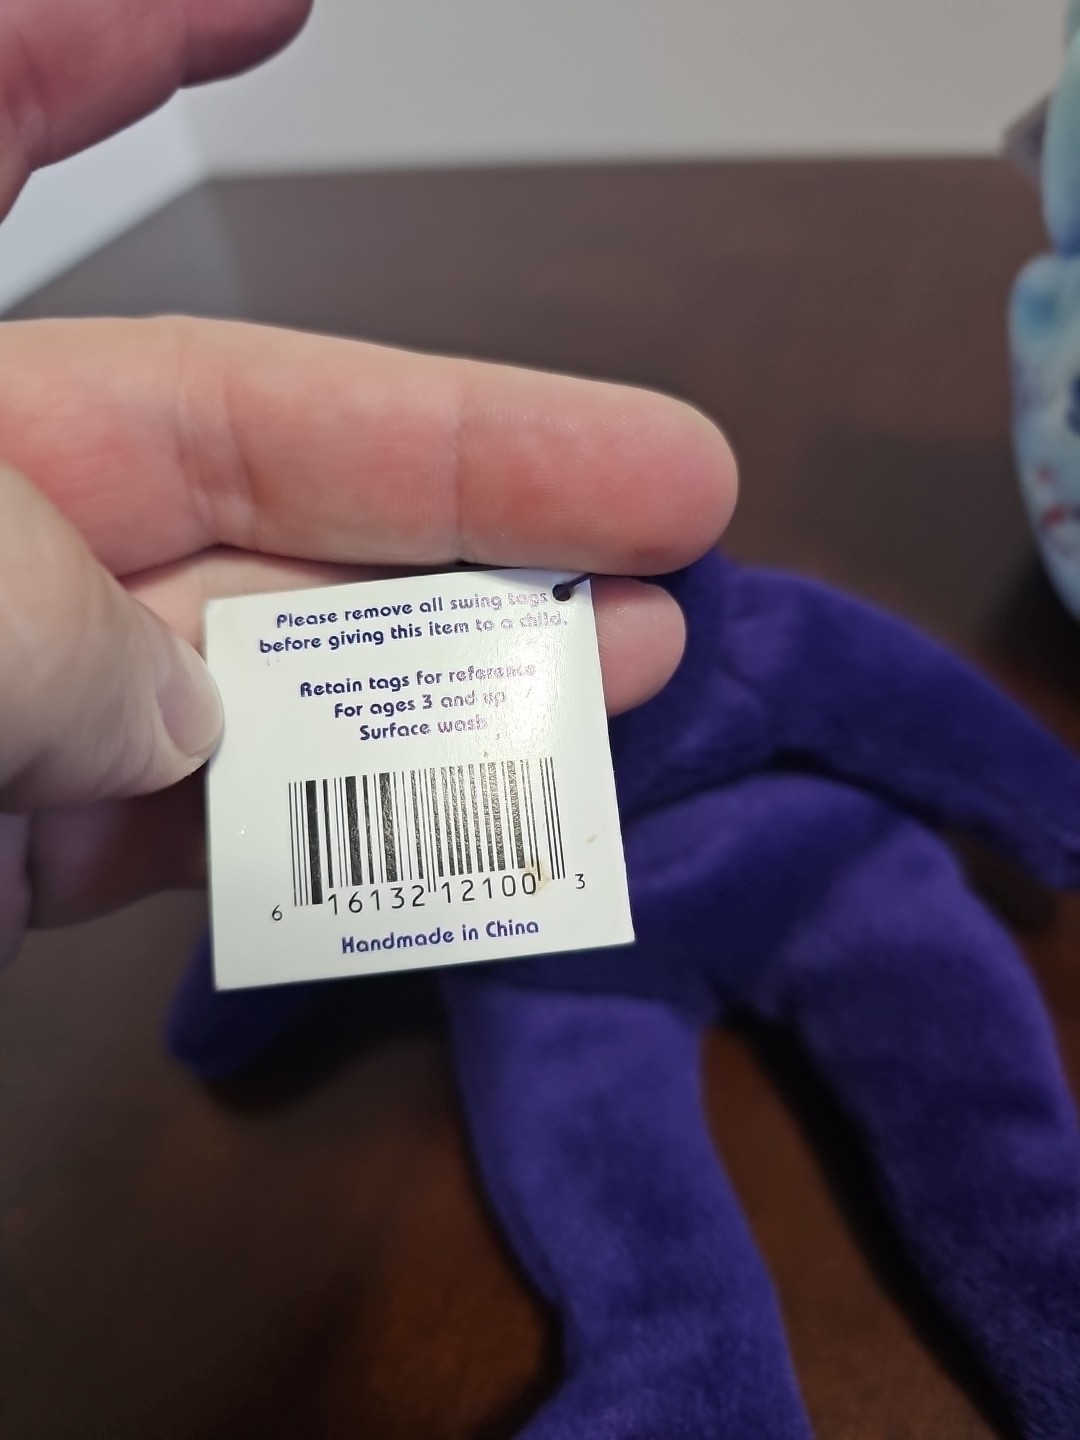 Please remove all swing tags
before giving this item to a child.
Retain tags for reference
For ages 3 and up
Surface wash
6 16132 12100 3
Handmade in China